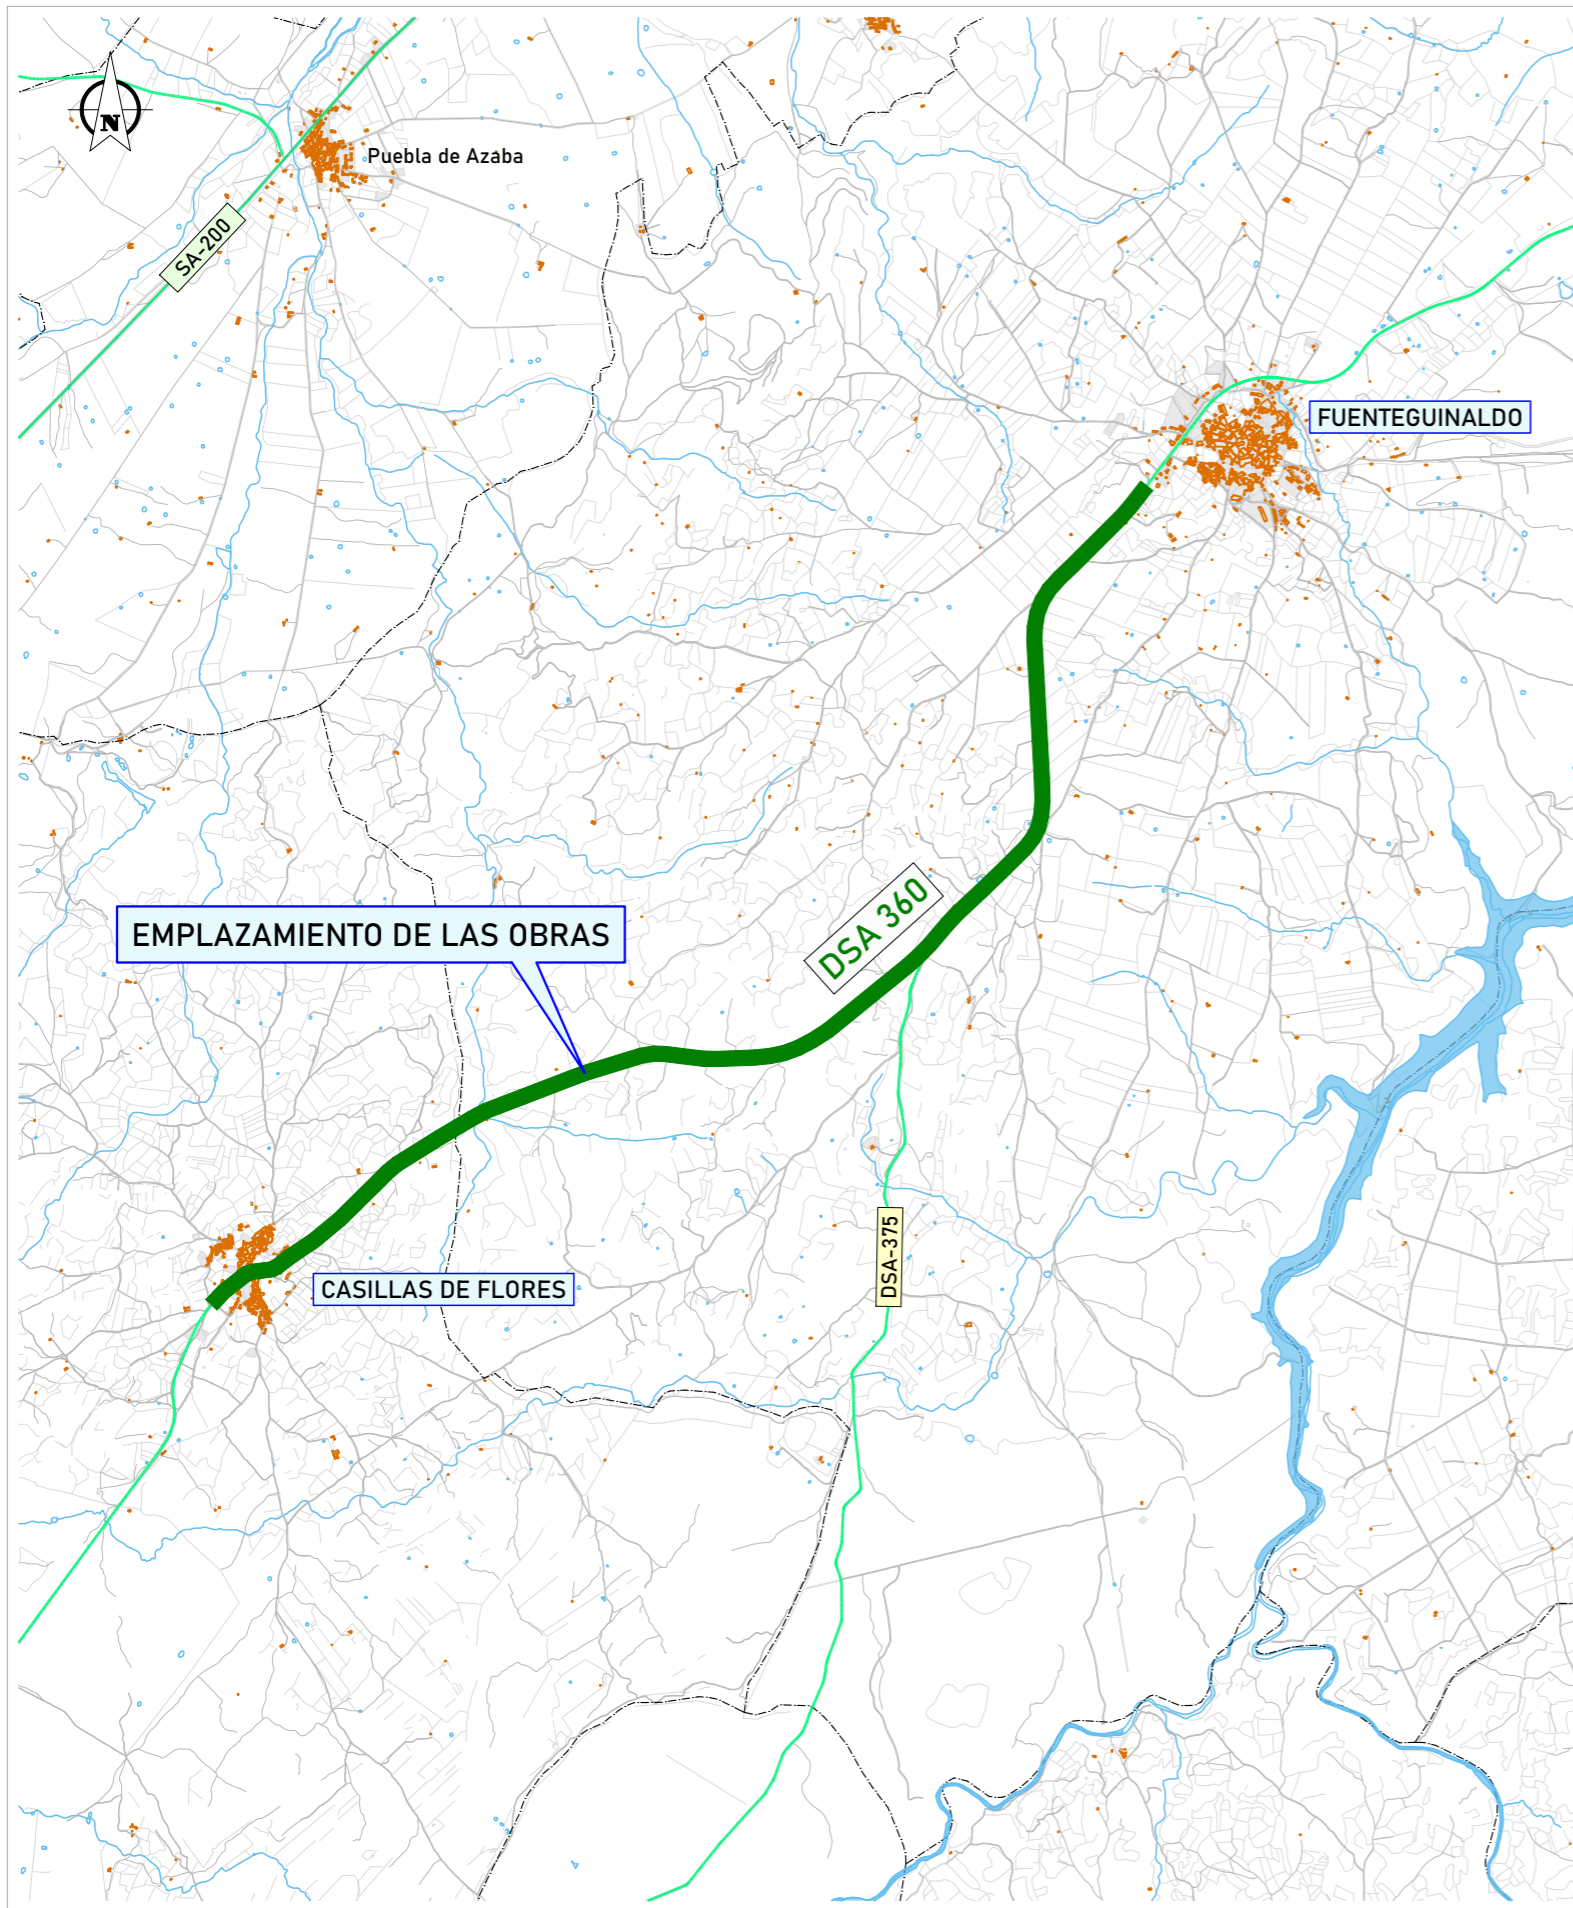 N
Puebla de Azaba
SA-200
FUENTEGUINALDO
DSA 360
EMPLAZAMIENTO DE LAS OBRAS
DSA-375
CASILLAS DE FLORES